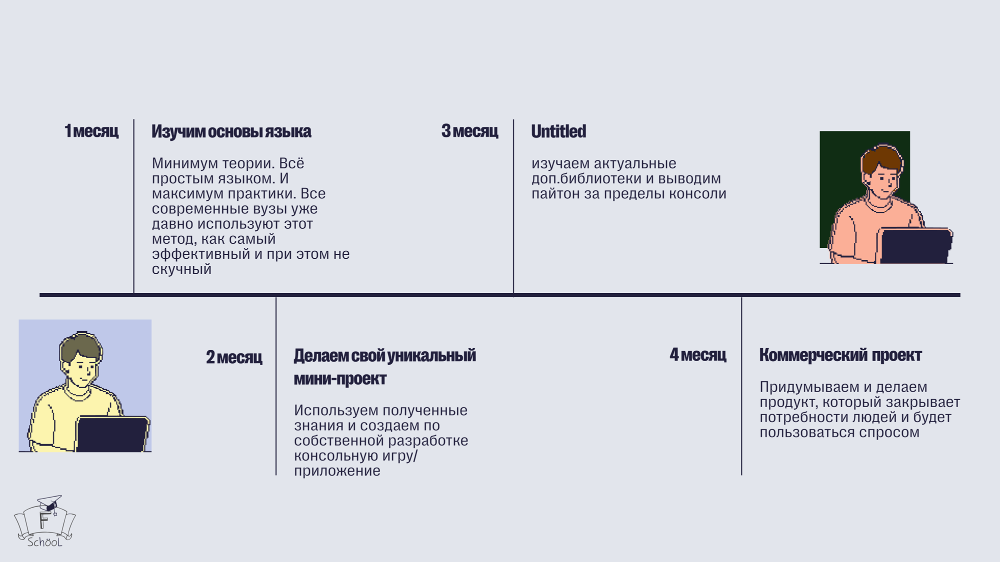 1 месяц
Изучим основы языка
Минимум теории. Всё
простым языком. И
максимум практики. Все
современные вузы уже
давно используют этот
метод, как самый
эффективный и при этом не
скучный
2 месяц
Делаем свой уникальный
мини-проект
Используем полученные
знания и создаем по
собственной разработке
консольную игру/
приложение
3 месяц
Untitled
изучаем актуальные
доп.библиотеки и выводим
пайтон за пределы консоли
4 месяц
Коммерческий проект
Придумываем и делаем
продукт, который закрывает
потребности людей и будет
пользоваться спросом
F
SchöoL